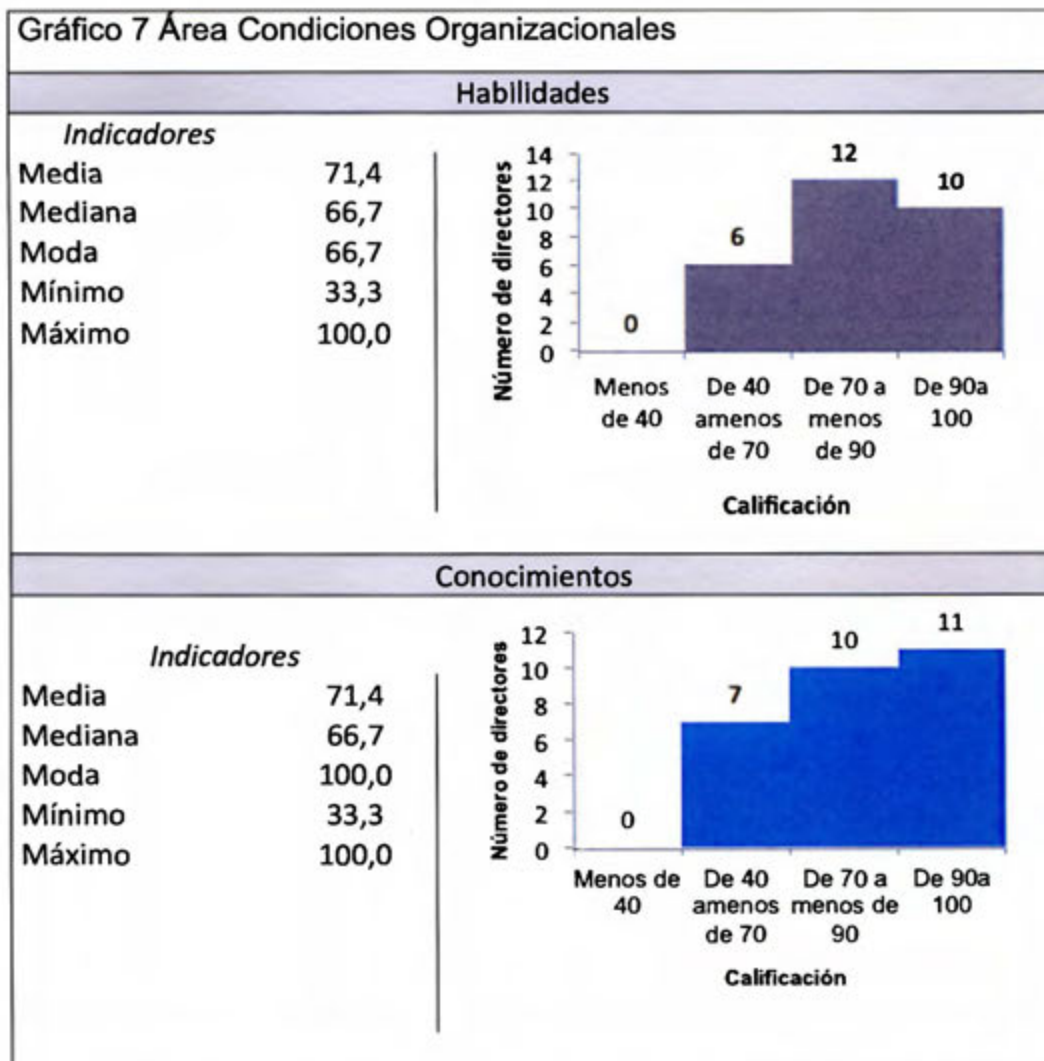 Gráfico 7 Área Condiciones Organizacionales
Habilidades
Indicadores
Media 71,4
Mediana 66,7
Moda 66,7
Mínimo 33,3
Máximo 100,0
Número de directores
14
12
10
8
6
4
2
0
0
6
12
10
Menos de 40
De 40 amenos de 70
De 70 a menos de 90
De 90a 100
Calificación
Conocimientos
Indicadores
Media 71,4
Mediana 66,7
Moda 100,0
Mínimo 33,3
Máximo 100,0
Número de directores
12
10
8
6
4
2
0
0
7
10
11
Menos de 40
De 40 amenos de 70
De 70 a menos de 90
De 90a 100
Calificación